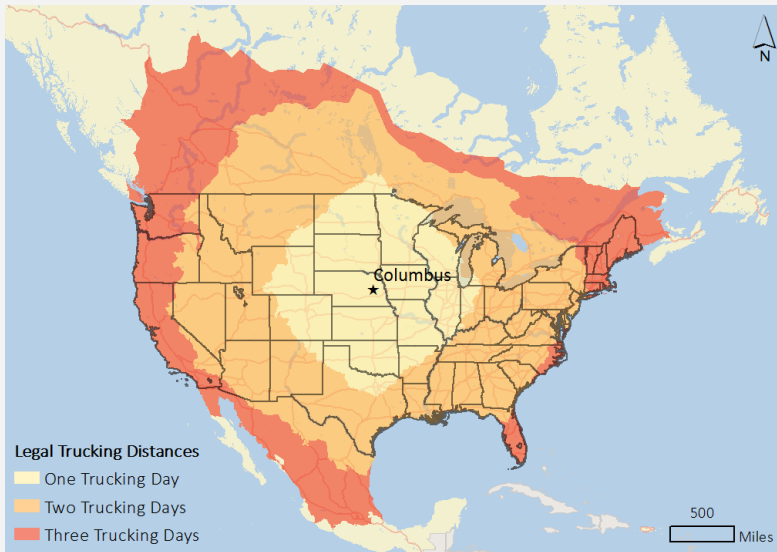 N
Columbus
Legal Trucking Distances
One Trucking Day
Two Trucking Days
Three Trucking Days
500
Miles